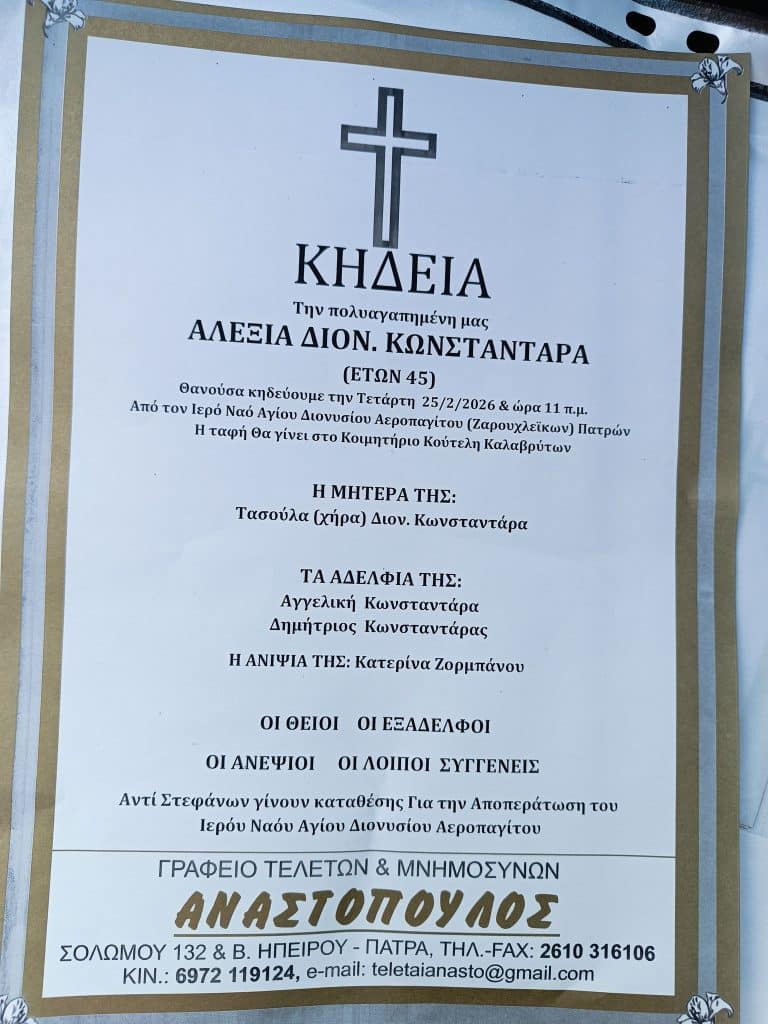 ΚΗΔΕΙΑ
Την πολυαγαπημένη μας
ΑΛΕΞΙΑ ΔΙΟΝ. ΚΩΝΣΤΑΝΤΑΡΑ
(ΕΤΩΝ 45)
Θανούσα κηδεύουμε την Τετάρτη 25/2/2026 & ώρα 11 π.μ.
Από τον Ιερό Ναό Αγίου Διονυσίου Αεροπαγίτου (Ζαρουχλεϊκων) Πατρών
Η ταφή Θα γίνει στο Κοιμητήριο Κούτελη Καλαβρύτων
Η ΜΗΤΕΡΑ ΤΗΣ:
Τασούλα (χήρα) Διον. Κωνσταντάρα
ΤΑ ΑΔΕΛΦΙΑ ΤΗΣ:
Αγγελική Κωνσταντάρα
Δημήτριος Κωνσταντάρας
Η ΑΝΙΨΙΑ ΤΗΣ: Κατερίνα Ζορμπάνου
ΟΙ ΘΕΙΟΙ ΟΙ ΕΞΑΔΕΛΦΟΙ
ΟΙ ΑΝΕΨΙΟΙ ΟΙ ΛΟΙΠΟΙ ΣΥΓΓΕΝΕΙΣ
Αντί Στεφάνων γίνουν καταθέσης Για την Αποπεράτωση του
Ιερού Ναόυ Αγίου Διονυσίου Αεροπαγίτου
ΓΡΑΦΕΙΟ ΤΕΛΕΤΩΝ & ΜΝΗΜΟΣΥΝΩΝ
ΑΝΑΣΤΟΠΟΥΛΟΣ
ΣΟΛΩΜΟΥ 132 & Β. ΗΠΕΙΡΟΥ - ΠΑΤΡΑ, ΤΗΛ.-FAX: 2610 316106
ΚΙΝ.: 6972 119124, e-mail: teletaianasto@gmail.com